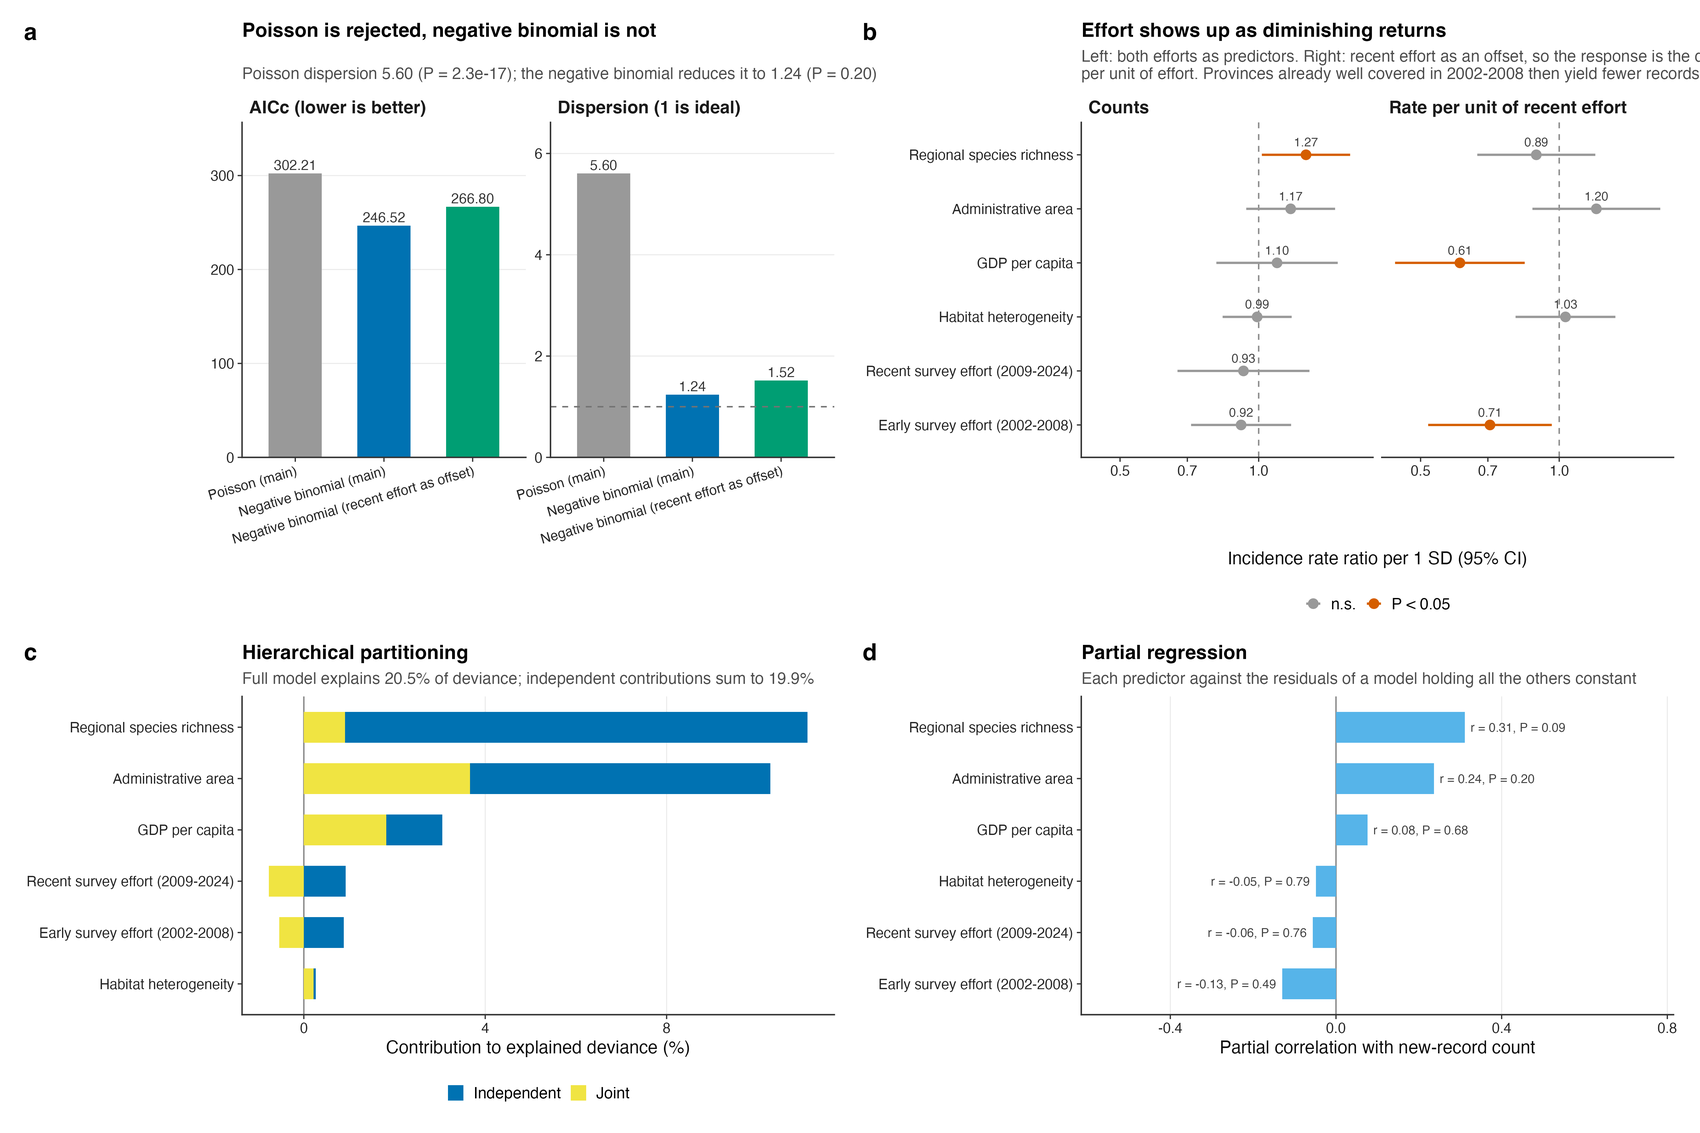 a
Poisson is rejected, negative binomial is not
Poisson dispersion 5.60 (P = 2.3e-17); the negative binomial reduces it to 1.24 (P = 0.20)
AICc (lower is better)
Dispersion (1 is ideal)
302.21
246.52
266.80
300
200
100
0
5.60
1.24
1.52
6
4
2
0
Poisson (main)
Negative binomial (main)
Negative binomial (recent effort as offset)
Poisson (main)
Negative binomial (main)
Negative binomial (recent effort as offset)
b
Effort shows up as diminishing returns
Left: both efforts as predictors. Right: recent effort as an offset, so the response is the
per unit of effort. Provinces already well covered in 2002-2008 then yield fewer records
Counts
Rate per unit of recent effort
Regional species richness
Administrative area
GDP per capita
Habitat heterogeneity
Recent survey effort (2009-2024)
Early survey effort (2002-2008)
1.27
1.17
1.10
0.99
0.93
0.92
0.89
1.20
0.61
1.03
0.71
0.5 0.7 1.0
0.5 0.7 1.0
Incidence rate ratio per 1 SD (95% CI)
n.s. P < 0.05
c
Hierarchical partitioning
Full model explains 20.5% of deviance; independent contributions sum to 19.9%
Regional species richness
Administrative area
GDP per capita
Recent survey effort (2009-2024)
Early survey effort (2002-2008)
Habitat heterogeneity
0 4 8
Contribution to explained deviance (%)
Independent Joint
d
Partial regression
Each predictor against the residuals of a model holding all the others constant
Regional species richness
r = 0.31, P = 0.09
Administrative area
r = 0.24, P = 0.20
GDP per capita
r = 0.08, P = 0.68
Habitat heterogeneity
r = -0.05, P = 0.79
Recent survey effort (2009-2024)
r = -0.06, P = 0.76
Early survey effort (2002-2008)
r = -0.13, P = 0.49
-0.4 0.0 0.4 0.8
Partial correlation with new-record count